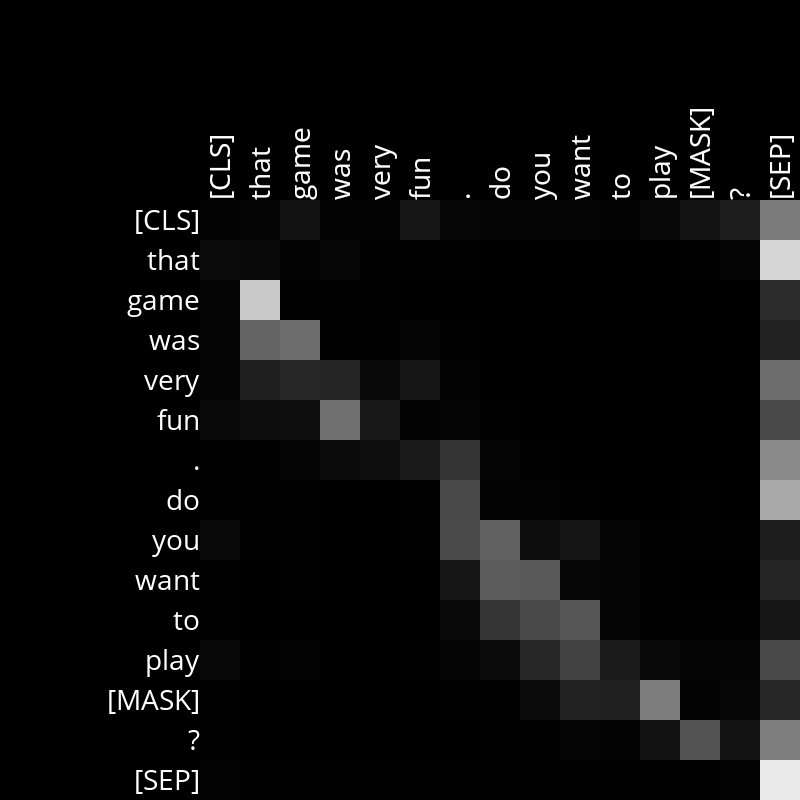 [CLS] that game was very fun . do you want to play [MASK] ? [SEP]
[CLS]
that
game
was
very
fun
.
do
you
want
to
play
[MASK]
?
[SEP]